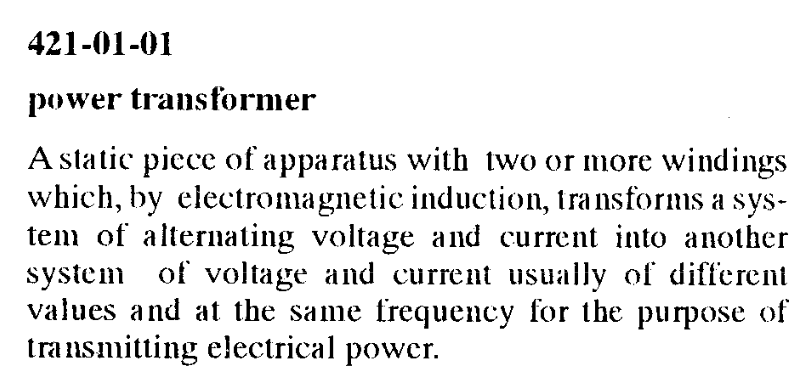 421-01-01
power transformer
A static piece of apparatus with two or more windings
which, by electromagnetic induction, transforms a sys-
tem of alternating voltage and current into another
system of voltage and current usually of different
values and at the same frequency for the purpose of
transmitting electrical power.